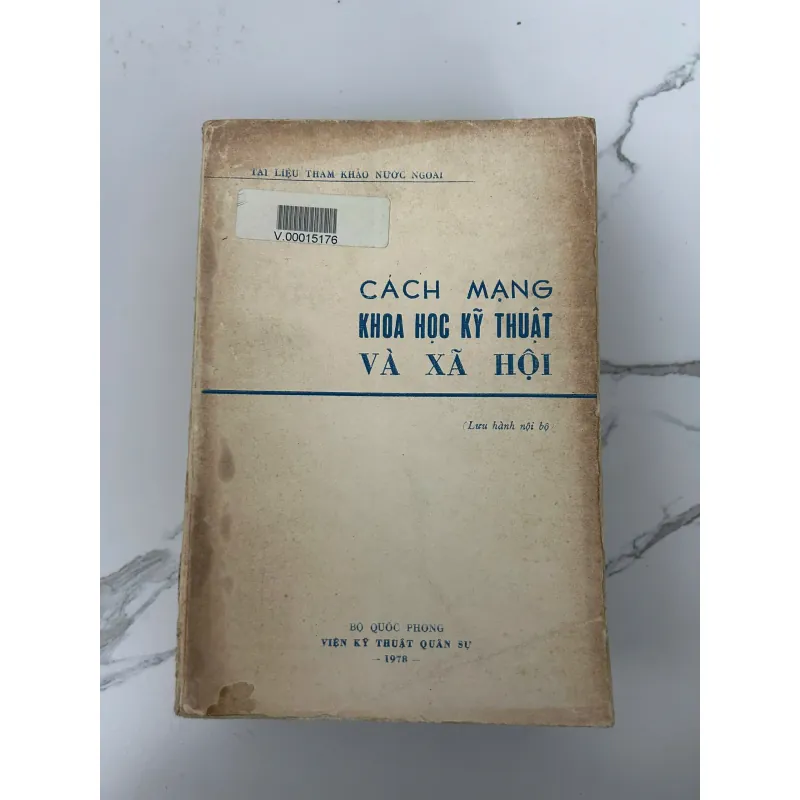 TÀI LIỆU THAM KHẢO NƯỚC NGOÀI
V.00015176
CÁCH MẠNG
KHOA HỌC KỸ THUẬT
VÀ XÃ HỘI
(Lưu hành nội bộ
BỘ QUỐC PHÒNG
VIỆN KỸ THUẬT QUÂN SỰ
– 1978 –